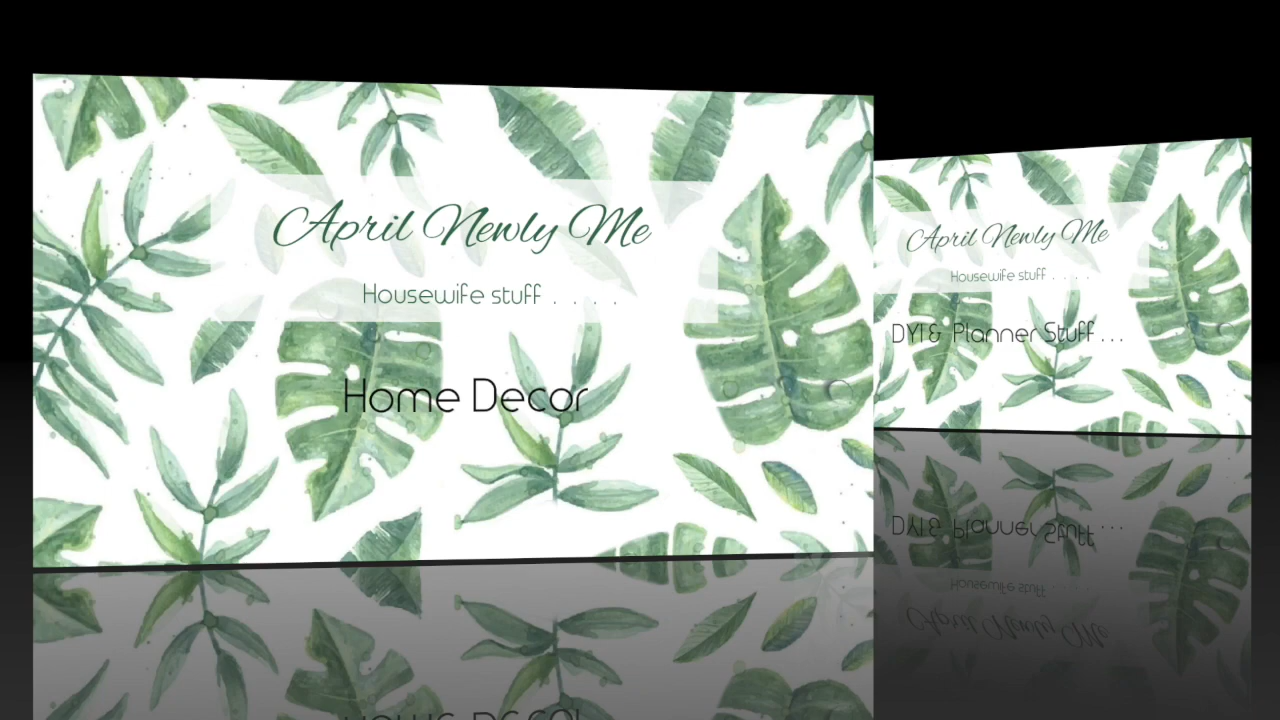 April Newly Me
Housewife stuff . . . .
Home Decor
April Newly Me
Housewife stuff . . . .
DYI & Planner Stuff . . .